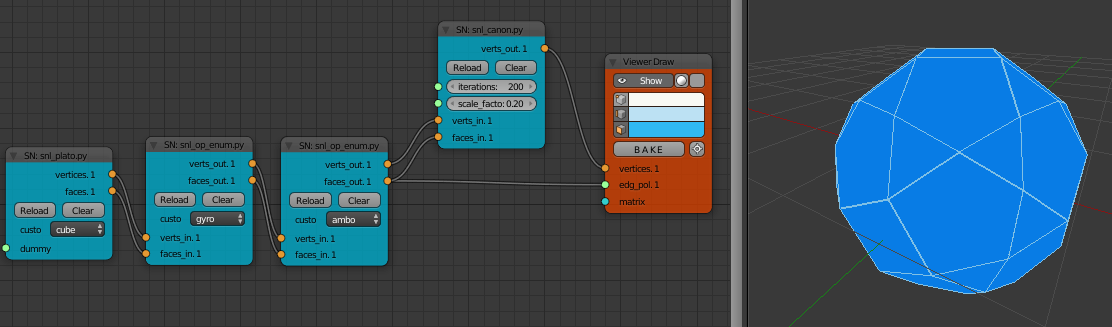 SN: snl_plato.py
vertices. 1
faces. 1
Reload Clear
custo cube
dummy
SN: snl_op_enum.py
verts_out. 1
faces_out. 1
Reload Clear
custo gyro
verts_in. 1
faces_in. 1
SN: snl_op_enum.py
verts_out. 1
faces_out. 1
Reload Clear
custo ambo
verts_in. 1
faces_in. 1
SN: snl_canon.py
verts_out. 1
Reload Clear
iterations: 200
scale_facto: 0.20
verts_in. 1
faces_in. 1
Viewer Draw
Show
BAKE
vertices. 1
edg_pol. 1
matrix